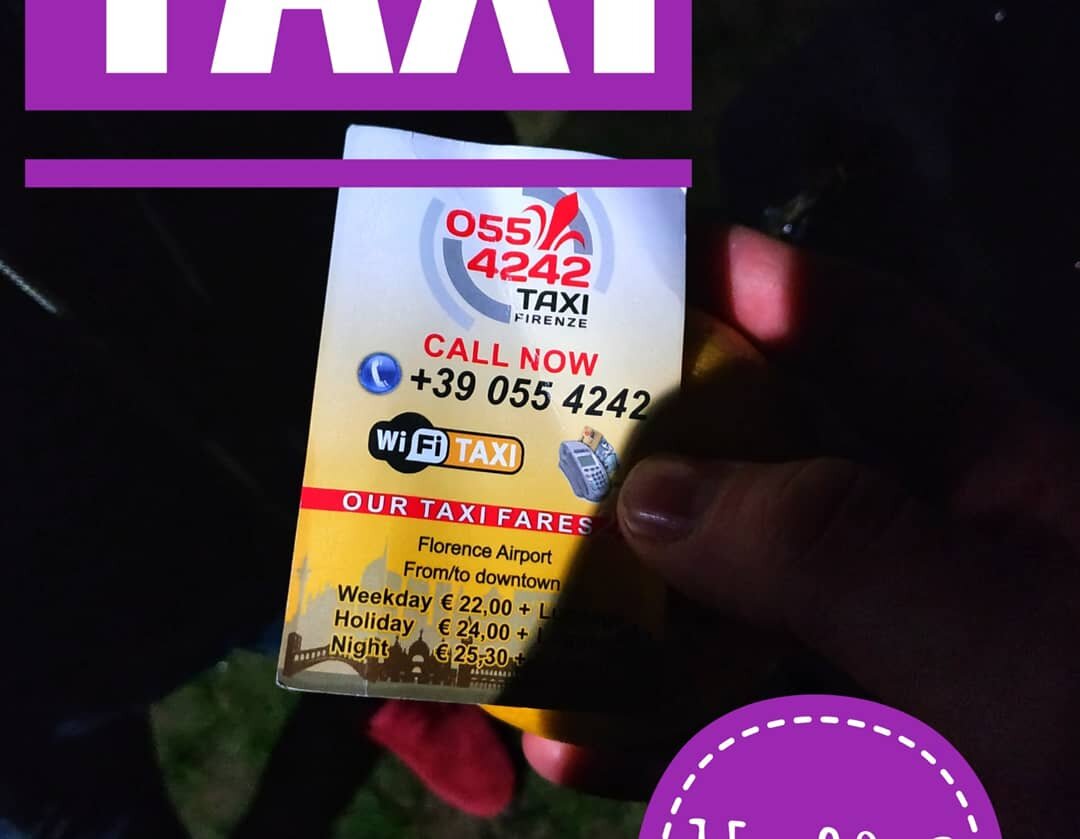 TAXI
055
4242
TAXI
FIRENZE
CALL NOW
+39 055 4242
WiFi TAXI
OUR TAXI FARES
Florence Airport
From/to downtown
Weekday € 22,00 +
Holiday € 24,00 +
Night € 25,30 +